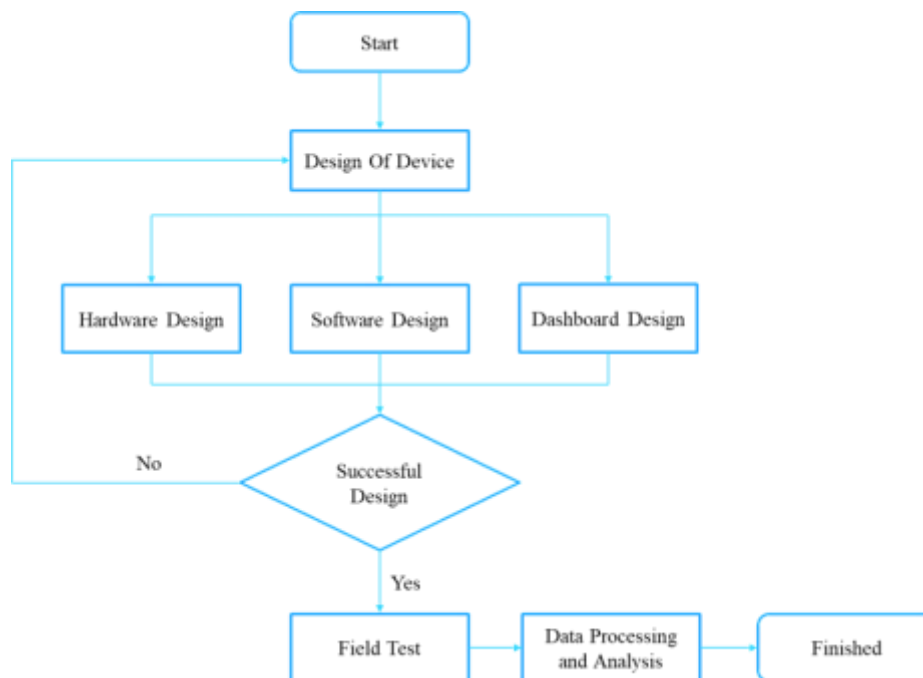 Start
Design Of Device
Hardware Design
Software Design
Dashboard Design
Successful
Design
No
Yes
Field Test
Data Processing
and Analysis
Finished